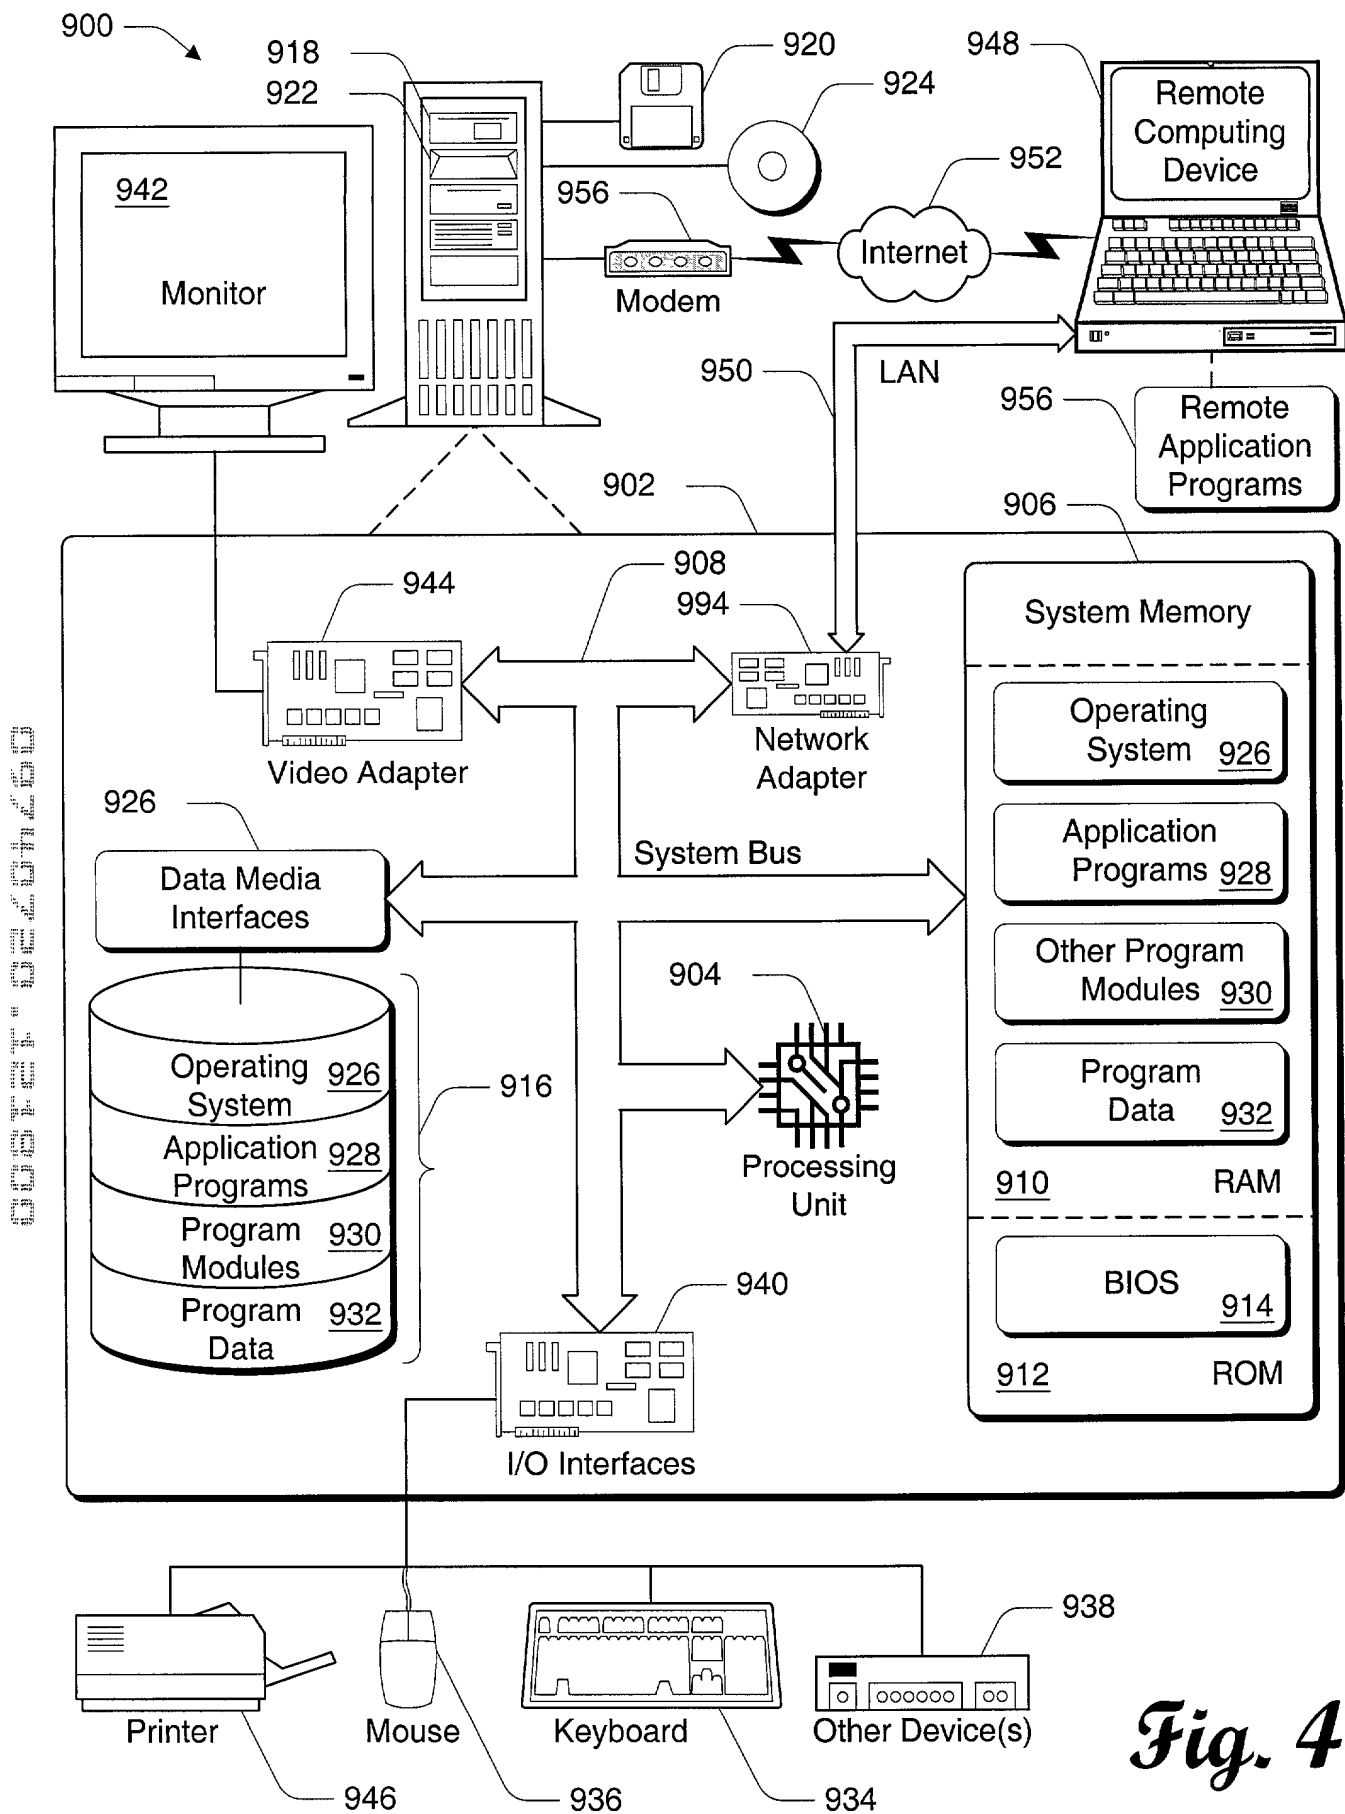 900
918
922
920
924
948
Remote
Computing
Device
952
956
942
Monitor
Modem
Internet
950
LAN
956
Remote
Application
Programs
902
906
908
944
994
System Memory
Operating
System 926
Network
Adapter
Video Adapter
926
Application
Programs 928
System Bus
Data Media
Interfaces
Other Program
Modules 930
904
Operating
System 926
916
Program
Data 932
Application
Programs 928
Processing
Unit
910 RAM
Program
Modules 930
940
BIOS 914
Program
Data 932
912 ROM
I/O Interfaces
938
Printer
Mouse
Keyboard
Other Device(s)
946
936
934
Fig. 4